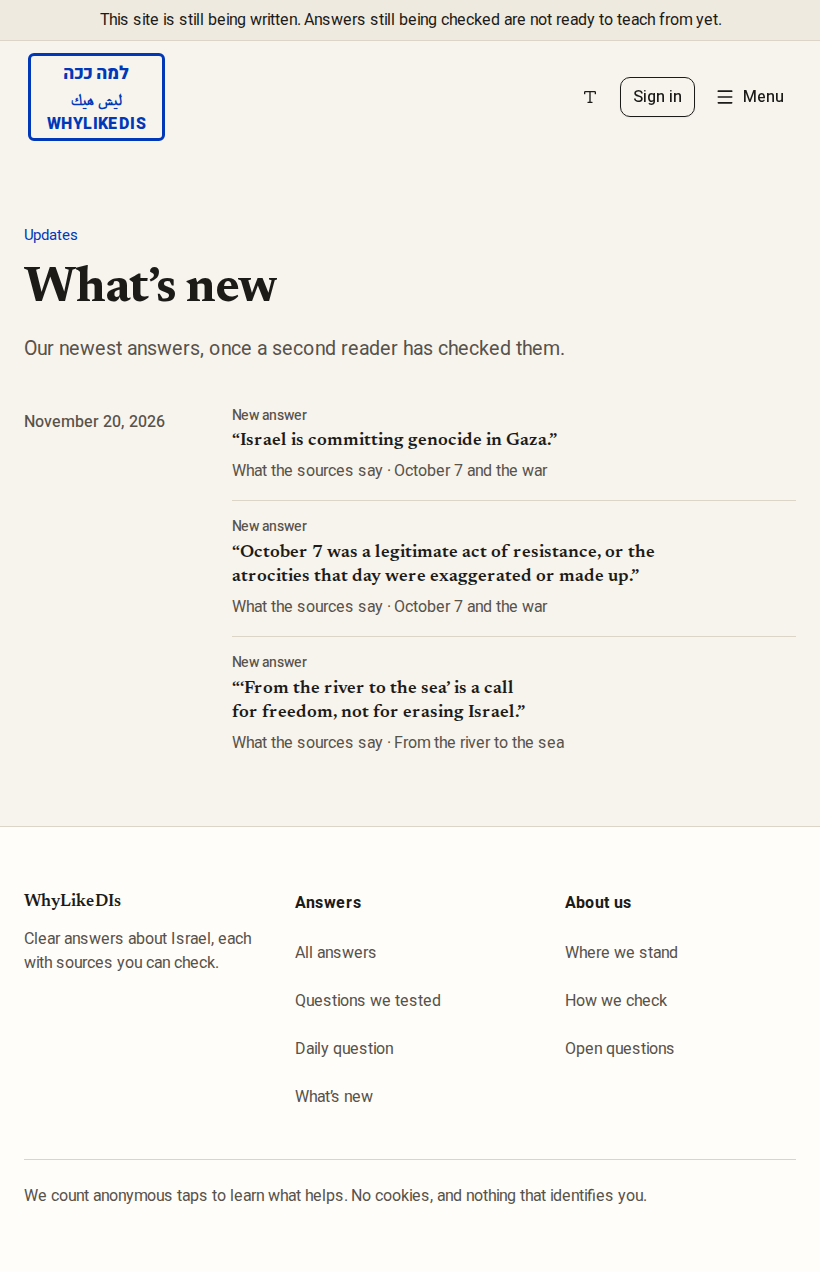 This site is still being written. Answers still being checked are not ready to teach from yet.
למה ככה
ليش هيك
WHYLIKEDIS
T
Sign in
Menu
Updates
What’s new
Our newest answers, once a second reader has checked them.
November 20, 2026
New answer
“Israel is committing genocide in Gaza.”
What the sources say · October 7 and the war
New answer
“October 7 was a legitimate act of resistance, or the
atrocities that day were exaggerated or made up.”
What the sources say · October 7 and the war
New answer
“‘From the river to the sea’ is a call
for freedom, not for erasing Israel.”
What the sources say · From the river to the sea
WhyLikeDIs
Clear answers about Israel, each
with sources you can check.
Answers
All answers
Questions we tested
Daily question
What’s new
About us
Where we stand
How we check
Open questions
We count anonymous taps to learn what helps. No cookies, and nothing that identifies you.